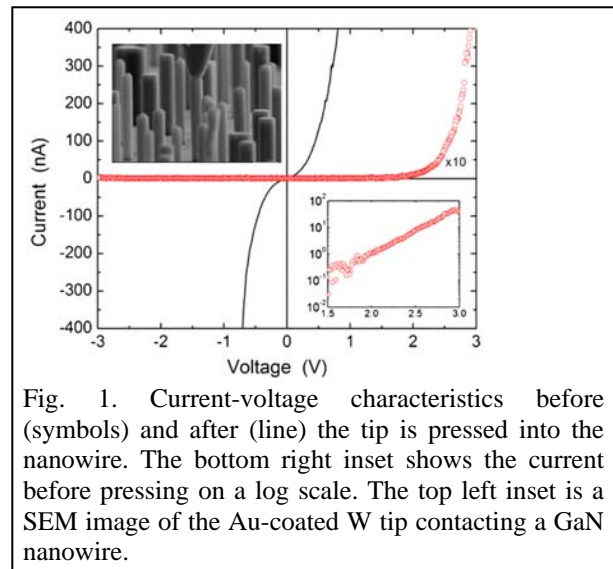 400
300
200
100
0
-100
-200
-300
-400
Current (nA)
x10
10²
10¹
10⁰
10⁻¹
10⁻²
1.5 2.0 2.5 3.0
-3 -2 -1 0 1 2 3
Voltage (V)
Fig. 1. Current-voltage characteristics before
(symbols) and after (line) the tip is pressed into the
nanowire. The bottom right inset shows the current
before pressing on a log scale. The top left inset is a
SEM image of the Au-coated W tip contacting a GaN
nanowire.